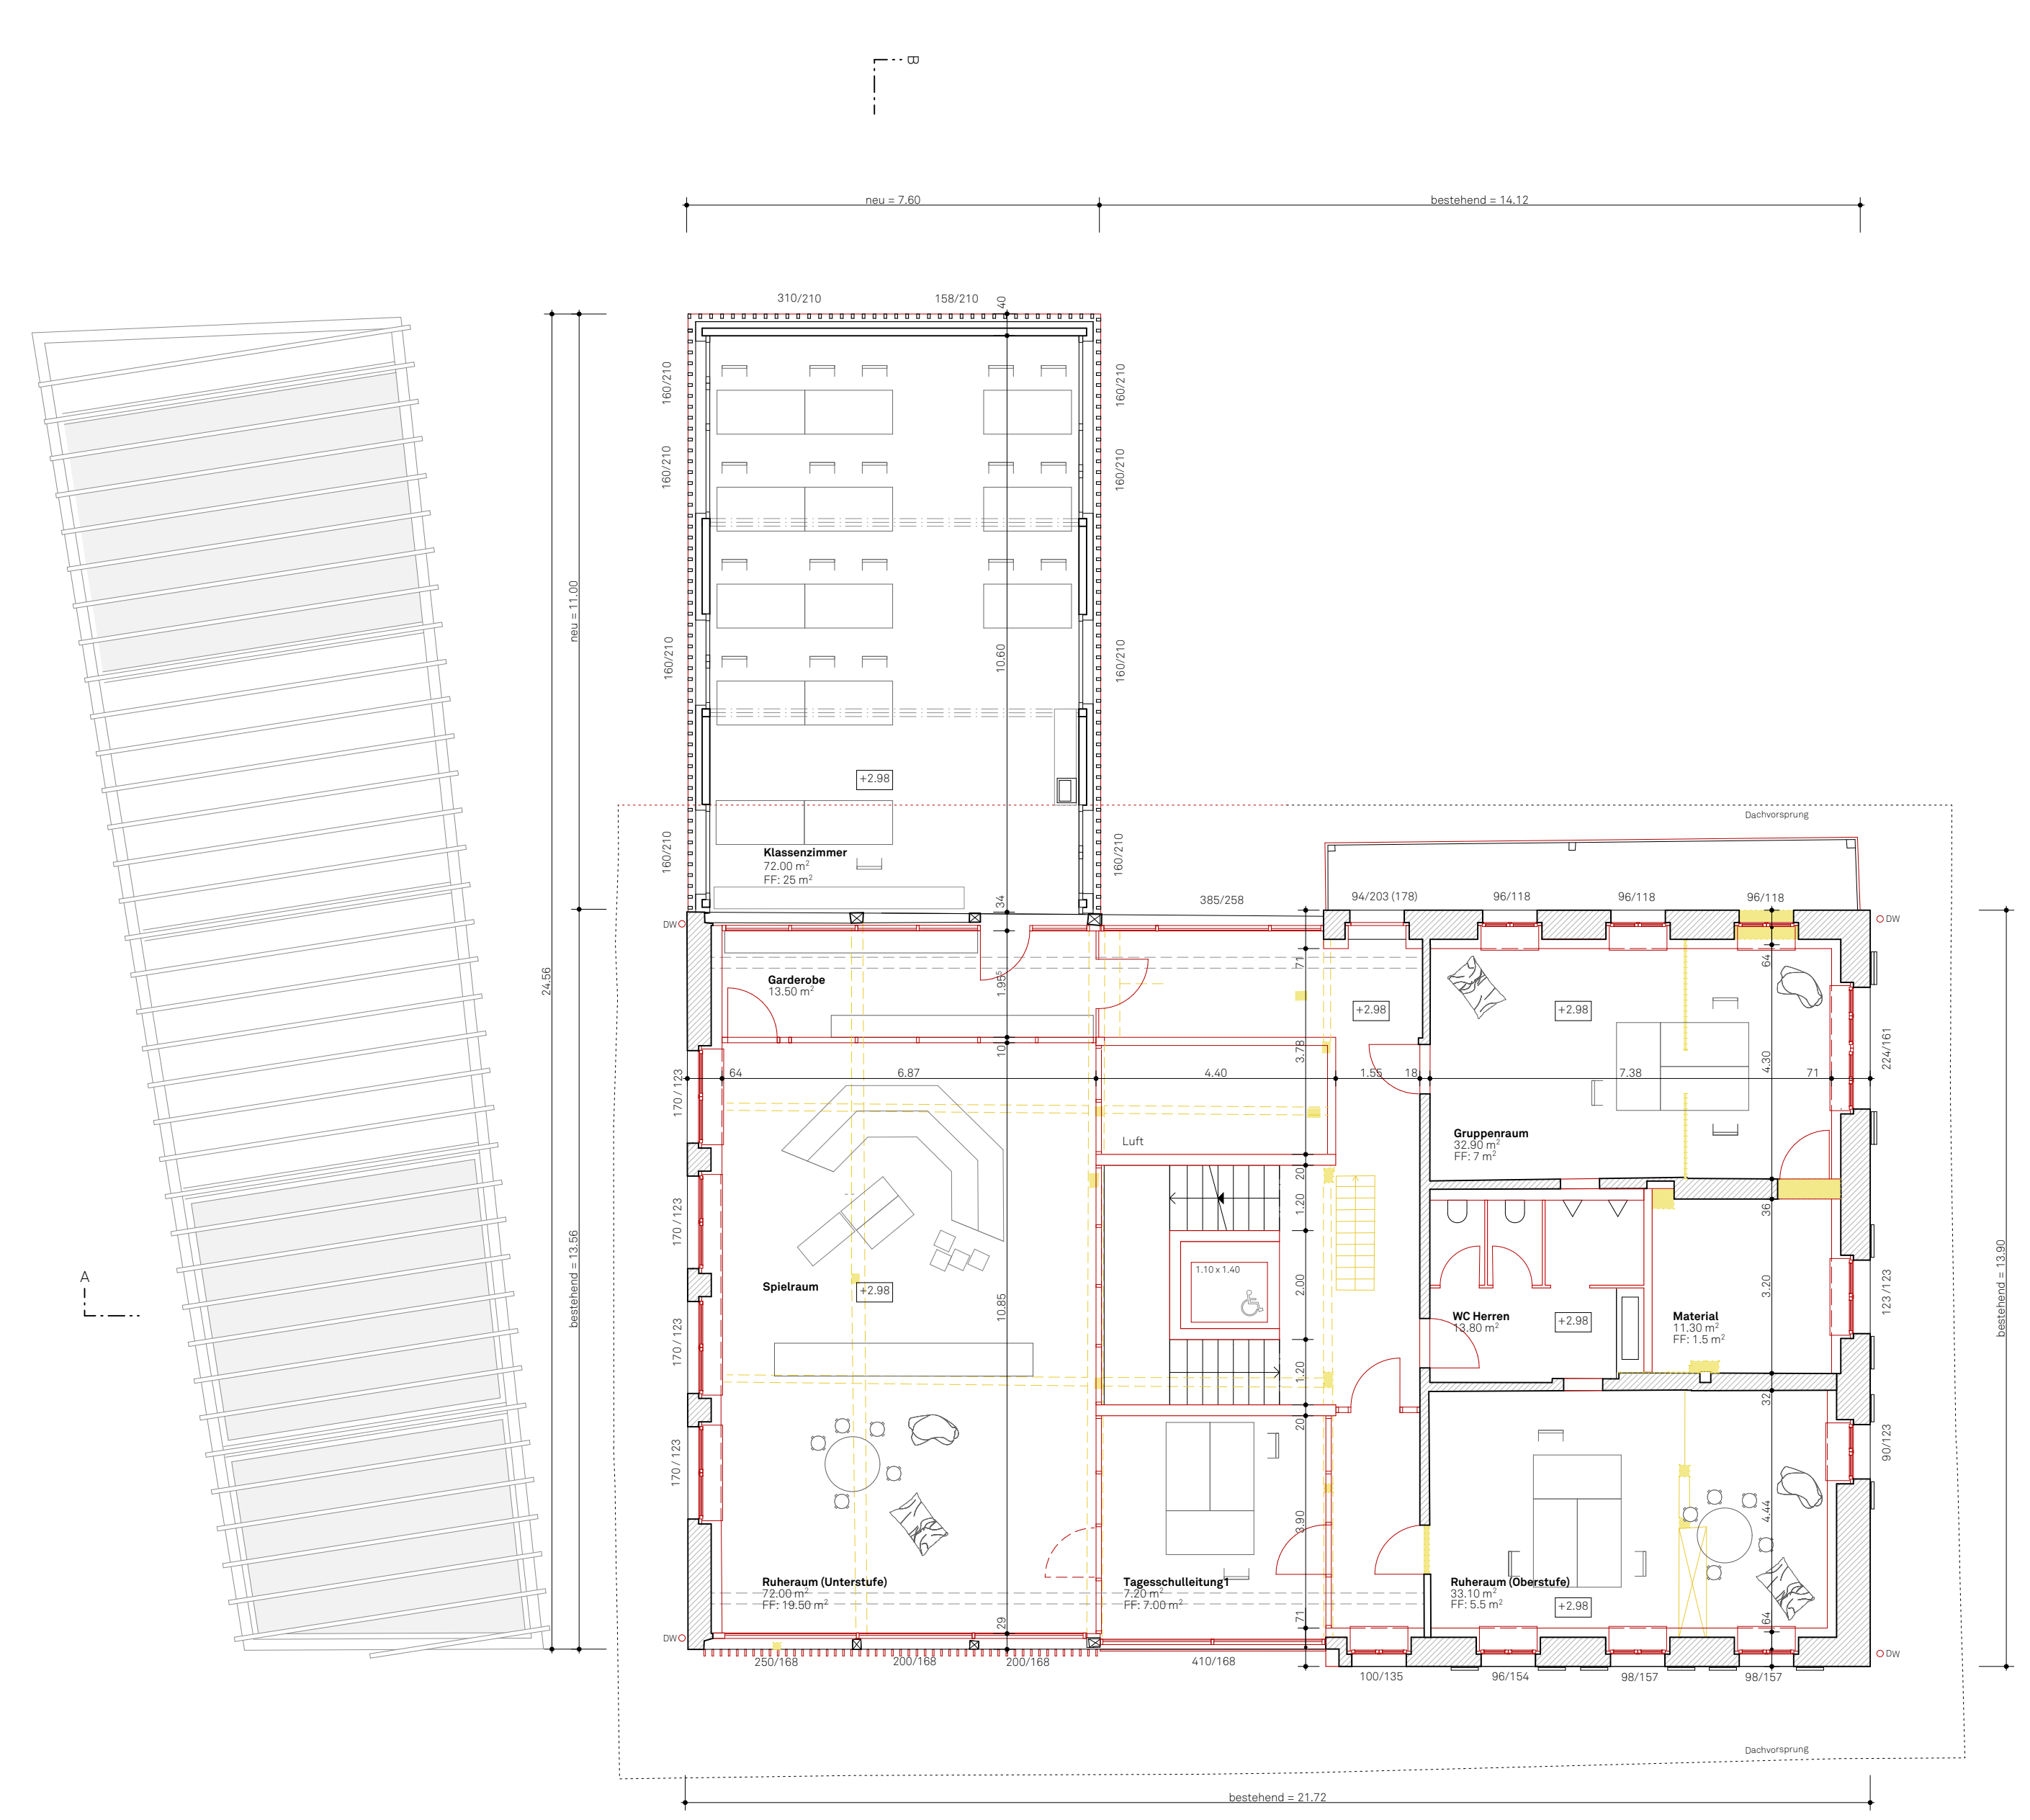 B
neu = 7.60
bestehend = 14.12
310/210
158/210
40
160/210
160/210
160/210
160/210
neu = 11.00
10.60
160/210
160/210
+2.98
Dachvorsprung
160/210
160/210
Klassenzimmer
72.00 m²
FF: 25 m²
34
385/258
94/203 (178)
96/118
96/118
96/118
DW
DW
24.56
Garderobe
13.50 m²
1.95
71
+2.98
+2.98
64
10
3.78
4.30
224/161
170 / 123
64
6.87
4.40
1.55
18
7.38
71
Luft
Gruppenraum
32.90 m²
FF: 7 m²
20
1.20
36
170 / 123
bestehend = 13.56
bestehend = 13.90
A
Spielraum
+2.98
10.85
1.10 x 1.40
2.00
3.20
123 /123
WC Herren
13.80 m²
+2.98
Material
11.30 m²
FF: 1.5 m²
170 / 123
1.20
32
20
170 / 123
90/123
3.90
4.44
Ruheraum (Unterstufe)
72.00 m²
FF: 19.50 m²
Tagesschulleitung1
7.20 m²
FF: 7.00 m²
Ruheraum (Oberstufe)
33.10 m²
FF: 5.5 m²
+2.98
29
71
64
DW
DW
250/168
200/168
200/168
410/168
100/135
96/154
98/157
98/157
Dachvorsprung
bestehend = 21.72